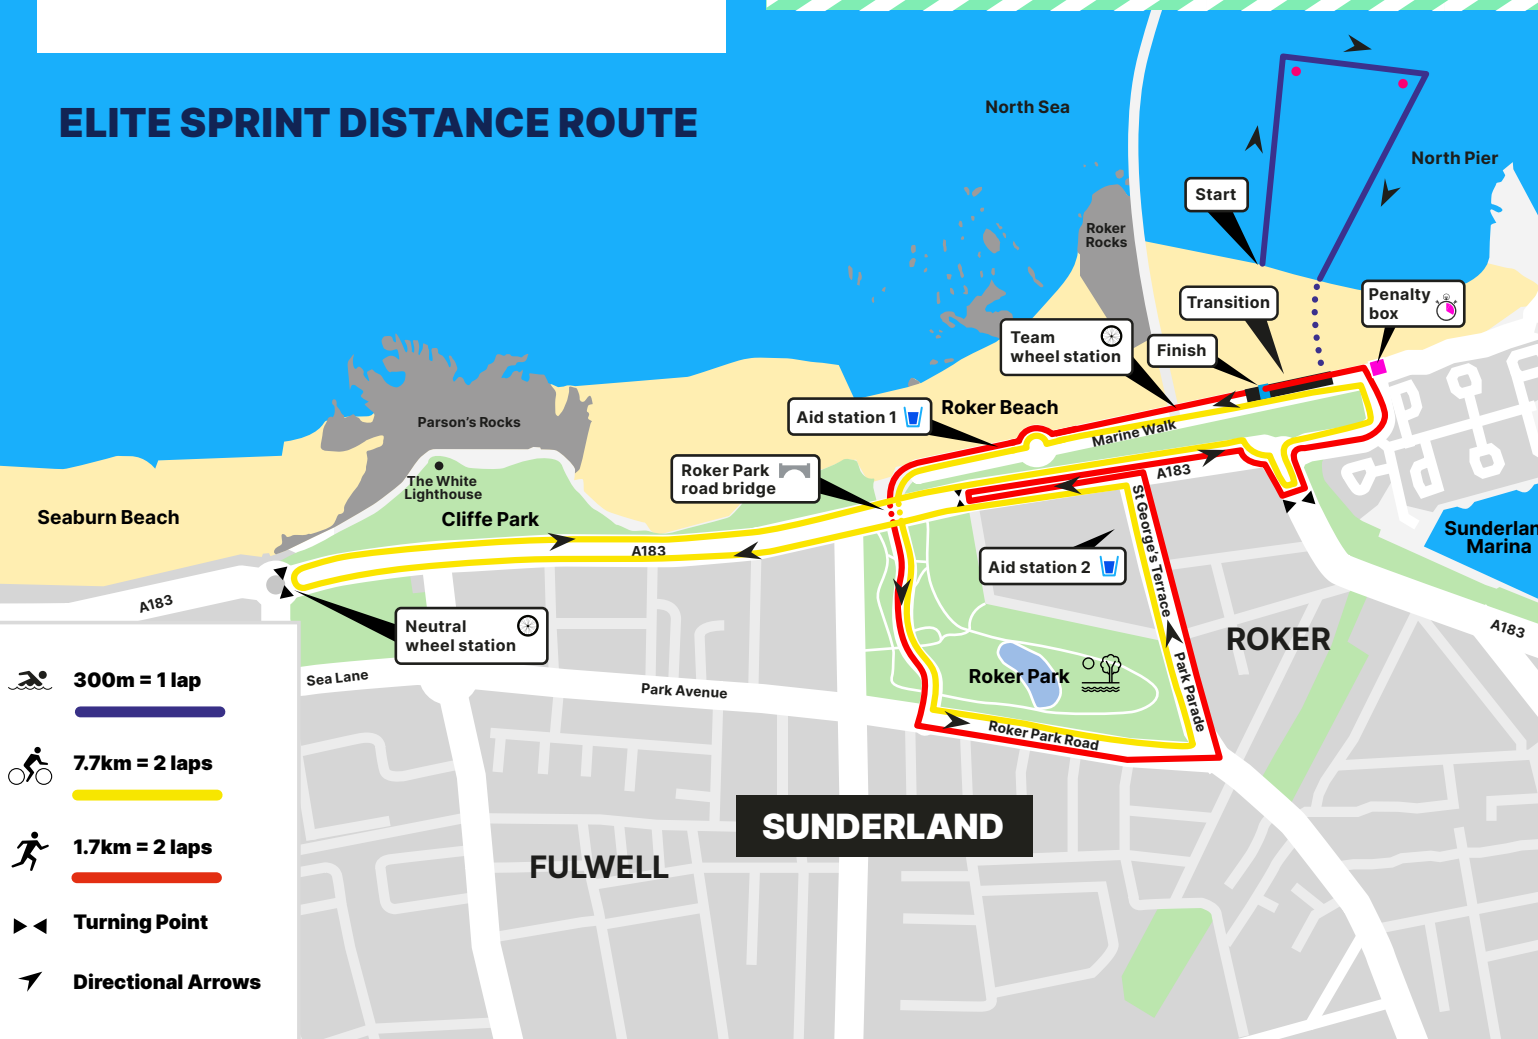 ELITE SPRINT DISTANCE ROUTE
North Sea
North Pier
Start
Roker
Rocks
Transition
Penalty
box
Team
wheel station
Finish
Aid station 1
Roker Beach
Marine Walk
Parson's Rocks
Roker Park
road bridge
A183
The White
Lighthouse
Seaburn Beach
Cliffe Park
A183
St George's Terrace
Sunderlan
Marina
Aid station 2
A183
Neutral
wheel station
A183
ROKER
Sea Lane
Park Avenue
Roker Park
Park Parade
Roker Park Road
300m = 1 lap
7.7km = 2 laps
1.7km = 2 laps
Turning Point
Directional Arrows
SUNDERLAND
FULWELL